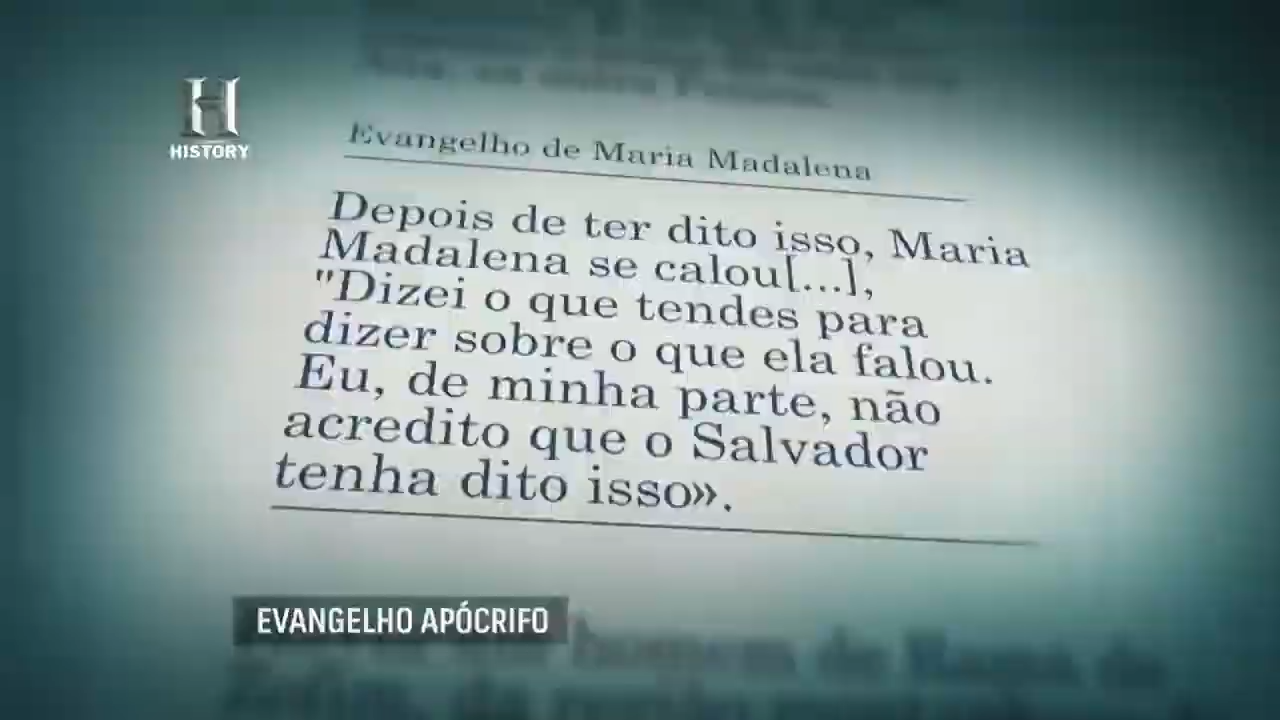 H
HISTORY
Evangelho de Maria Madalena
Depois de ter dito isso, Maria
Madalena se calou[...],
"Dizei o que tendes para
dizer sobre o que ela falou.
Eu, de minha parte, não
acredito que o Salvador
tenha dito isso».
EVANGELHO APÓCRIFO